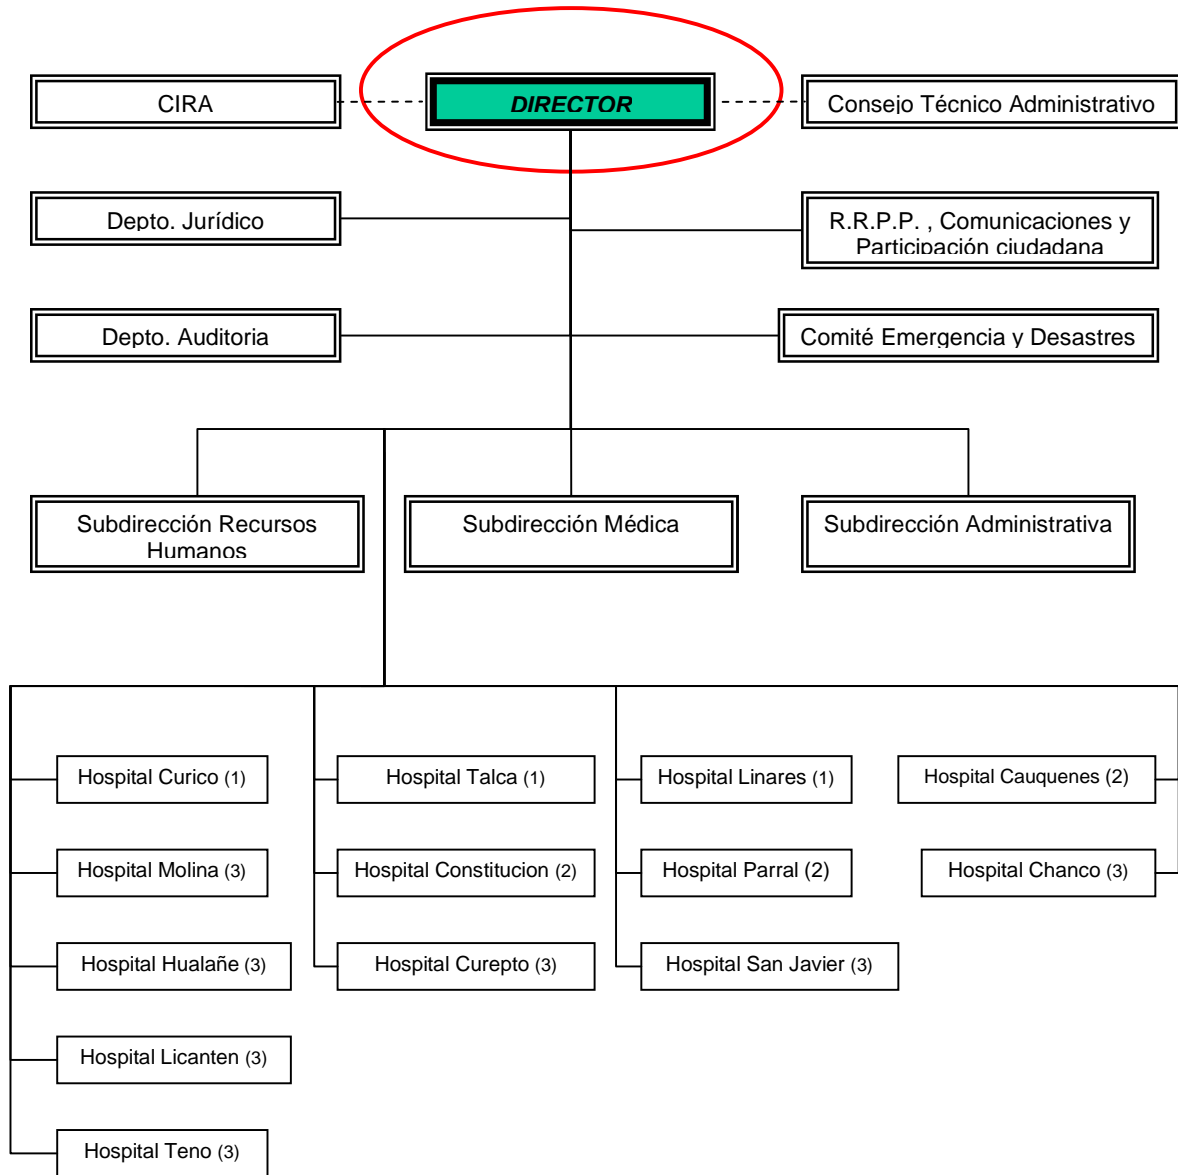 CIRA
DIRECTOR
Consejo Técnico Administrativo
Depto. Jurídico
R.R.P.P. , Comunicaciones y
Participación ciudadana
Depto. Auditoria
Comité Emergencia y Desastres
Subdirección Recursos
Humanos
Subdirección Médica
Subdirección Administrativa
Hospital Curico (1)
Hospital Talca (1)
Hospital Linares (1)
Hospital Cauquenes (2)
Hospital Molina (3)
Hospital Constitucion (2)
Hospital Parral (2)
Hospital Chanco (3)
Hospital Hualañe (3)
Hospital Curepto (3)
Hospital San Javier (3)
Hospital Licanten (3)
Hospital Teno (3)